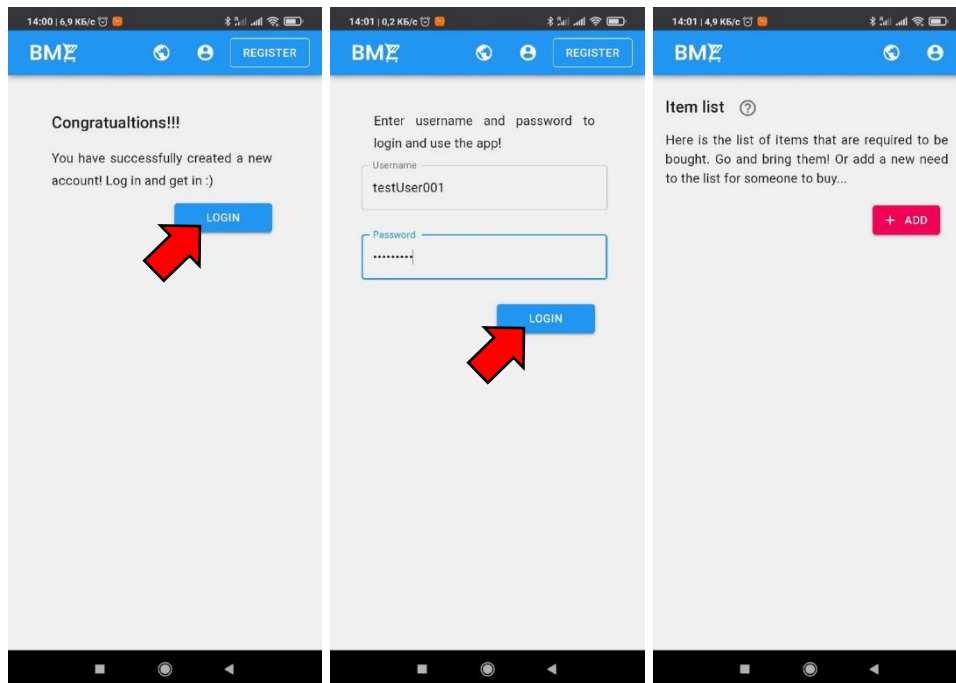 14:00 | 6,9 КБ/с
BM
REGISTER
Congratualtions!!!
You have successfully created a new
account! Log in and get in :)
LOGIN
14:01 | 0,2 КБ/с
BM
REGISTER
Enter username and password to
login and use the app!
Username
testUser001
Password
•••••••••
LOGIN
14:01 | 4,9 КБ/с
BM
Item list ?
Here is the list of items that are required to be
bought. Go and bring them! Or add a new need
to the list for someone to buy...
+ ADD